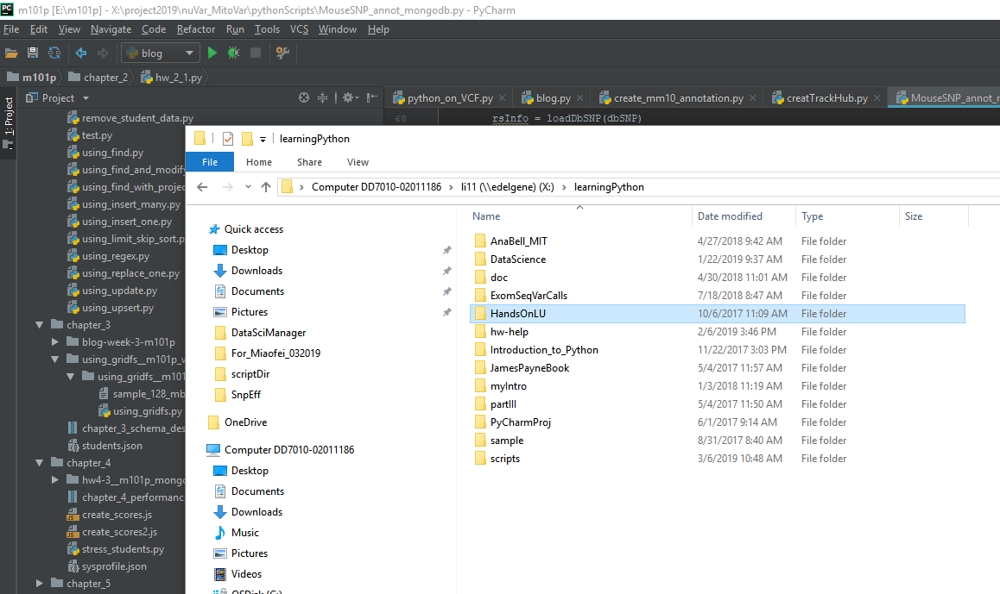 PC m101p [E:\m101p] - X:\project2019\nuVar_MitoVar\pythonScripts\MouseSNP_annot_mongodb.py - PyCharm
File Edit View Navigate Code Refactor Run Tools VCS Window Help
blog
m101p chapter_2 hw_2_1.py
1: Project
Project
python_on_VCF.py blog.py create_mm10_annotation.py creatTrackHub.py MouseSNP_annot_
68 rsInfo = loadDbSNP(dbSNP)
remove_student_data.py
test.py
using_find.py
using_find_and_modify
using_find_with_projec
using_insert_many.py
using_insert_one.py
using_limit_skip_sort.p
using_regex.py
using_replace_one.py
using_update.py
using_upsert.py
chapter_3
blog-week-3-m101p
using_gridfs__m101p_w
using_gridfs__m101
sample_128_mb
using_gridfs.py
chapter_3_schema_des
students.json
chapter_4
hw4-3__m101p_mongo
chapter_4_performanc
JS create_scores.js
JS create_scores2.js
stress_students.py
sysprofile.json
chapter_5
learningPython
File Home Share View
Computer DD7010-02011186 li11 (\\edelgene) (X:) learningPython
Quick access
Desktop
Downloads
Documents
Pictures
DataSciManager
For_Miaofei_032019
scriptDir
SnpEff
OneDrive
Computer DD7010-02011186
Desktop
Documents
Downloads
Music
Pictures
Videos
OSDisk (C:)
Name Date modified Type Size
AnaBell_MIT 4/27/2018 9:42 AM File folder
DataScience 1/22/2019 9:37 AM File folder
doc 4/30/2018 11:01 AM File folder
ExomSeqVarCalls 7/18/2018 8:47 AM File folder
HandsOnLU 10/6/2017 11:09 AM File folder
hw-help 2/6/2019 3:46 PM File folder
Introduction_to_Python 11/22/2017 3:03 PM File folder
JamesPayneBook 5/4/2017 11:57 AM File folder
myIntro 1/3/2018 11:19 AM File folder
partIII 5/4/2017 11:50 AM File folder
PyCharmProj 6/1/2017 9:14 AM File folder
sample 8/31/2017 8:40 AM File folder
scripts 3/6/2019 10:48 AM File folder